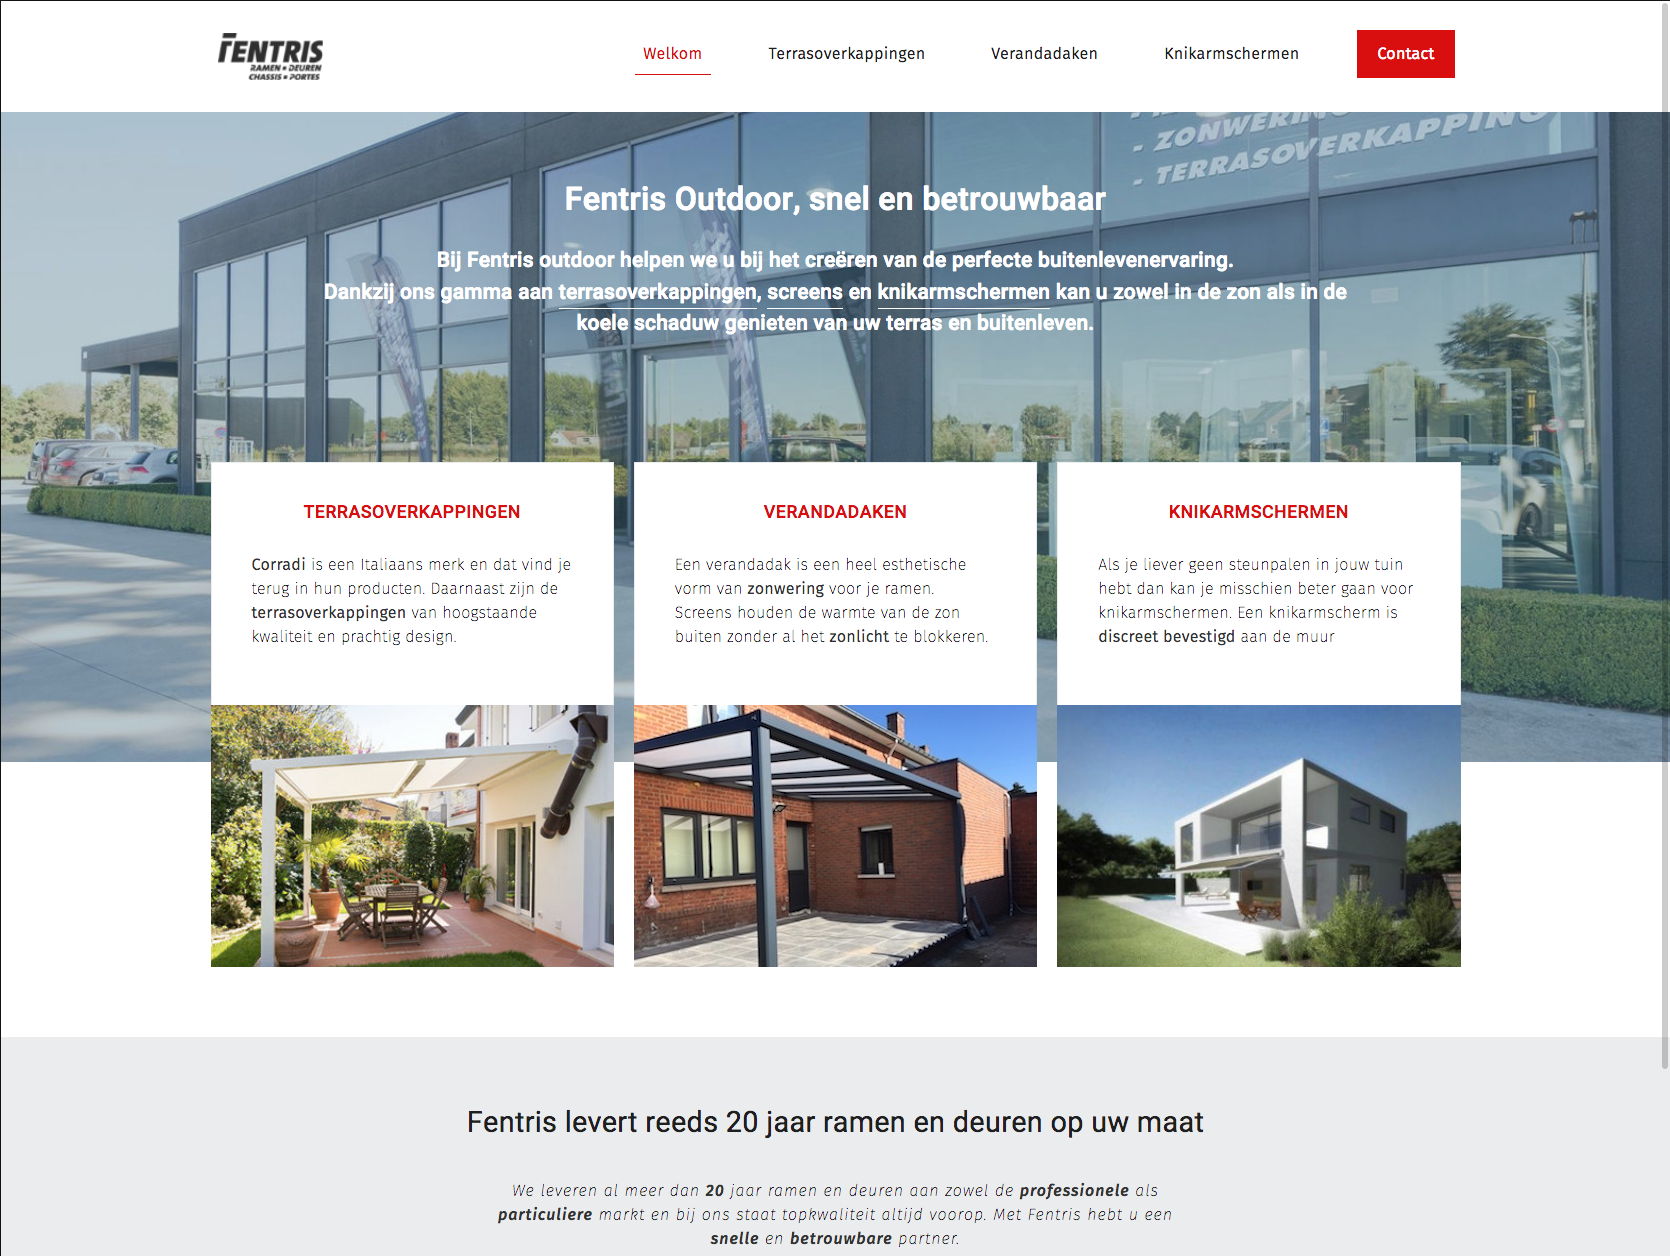 FENTRIS
RAMEN ▪ DEUREN
CHASSIS ▪ PORTES
Welkom
Terrasoverkappingen
Verandadaken
Knikarmschermen
Contact
- ZONWERING
- TERRASOVERKAPPING
Fentris Outdoor, snel en betrouwbaar
Bij Fentris outdoor helpen we u bij het creëren van de perfecte buitenlevenervaring.
Dankzij ons gamma aan terrasoverkappingen, screens en knikarmschermen kan u zowel in de zon als in de
koele schaduw genieten van uw terras en buitenleven.
TERRASOVERKAPPINGEN
Corradi is een Italiaans merk en dat vind je
terug in hun producten. Daarnaast zijn de
terrasoverkappingen van hoogstaande
kwaliteit en prachtig design.
VERANDADAKEN
Een verandadak is een heel esthetische
vorm van zonwering voor je ramen.
Screens houden de warmte van de zon
buiten zonder al het zonlicht te blokkeren.
KNIKARMSCHERMEN
Als je liever geen steunpalen in jouw tuin
hebt dan kan je misschien beter gaan voor
knikarmschermen. Een knikarmscherm is
discreet bevestigd aan de muur
Fentris levert reeds 20 jaar ramen en deuren op uw maat
We leveren al meer dan 20 jaar ramen en deuren aan zowel de professionele als
particuliere markt en bij ons staat topkwaliteit altijd voorop. Met Fentris hebt u een
snelle en betrouwbare partner.